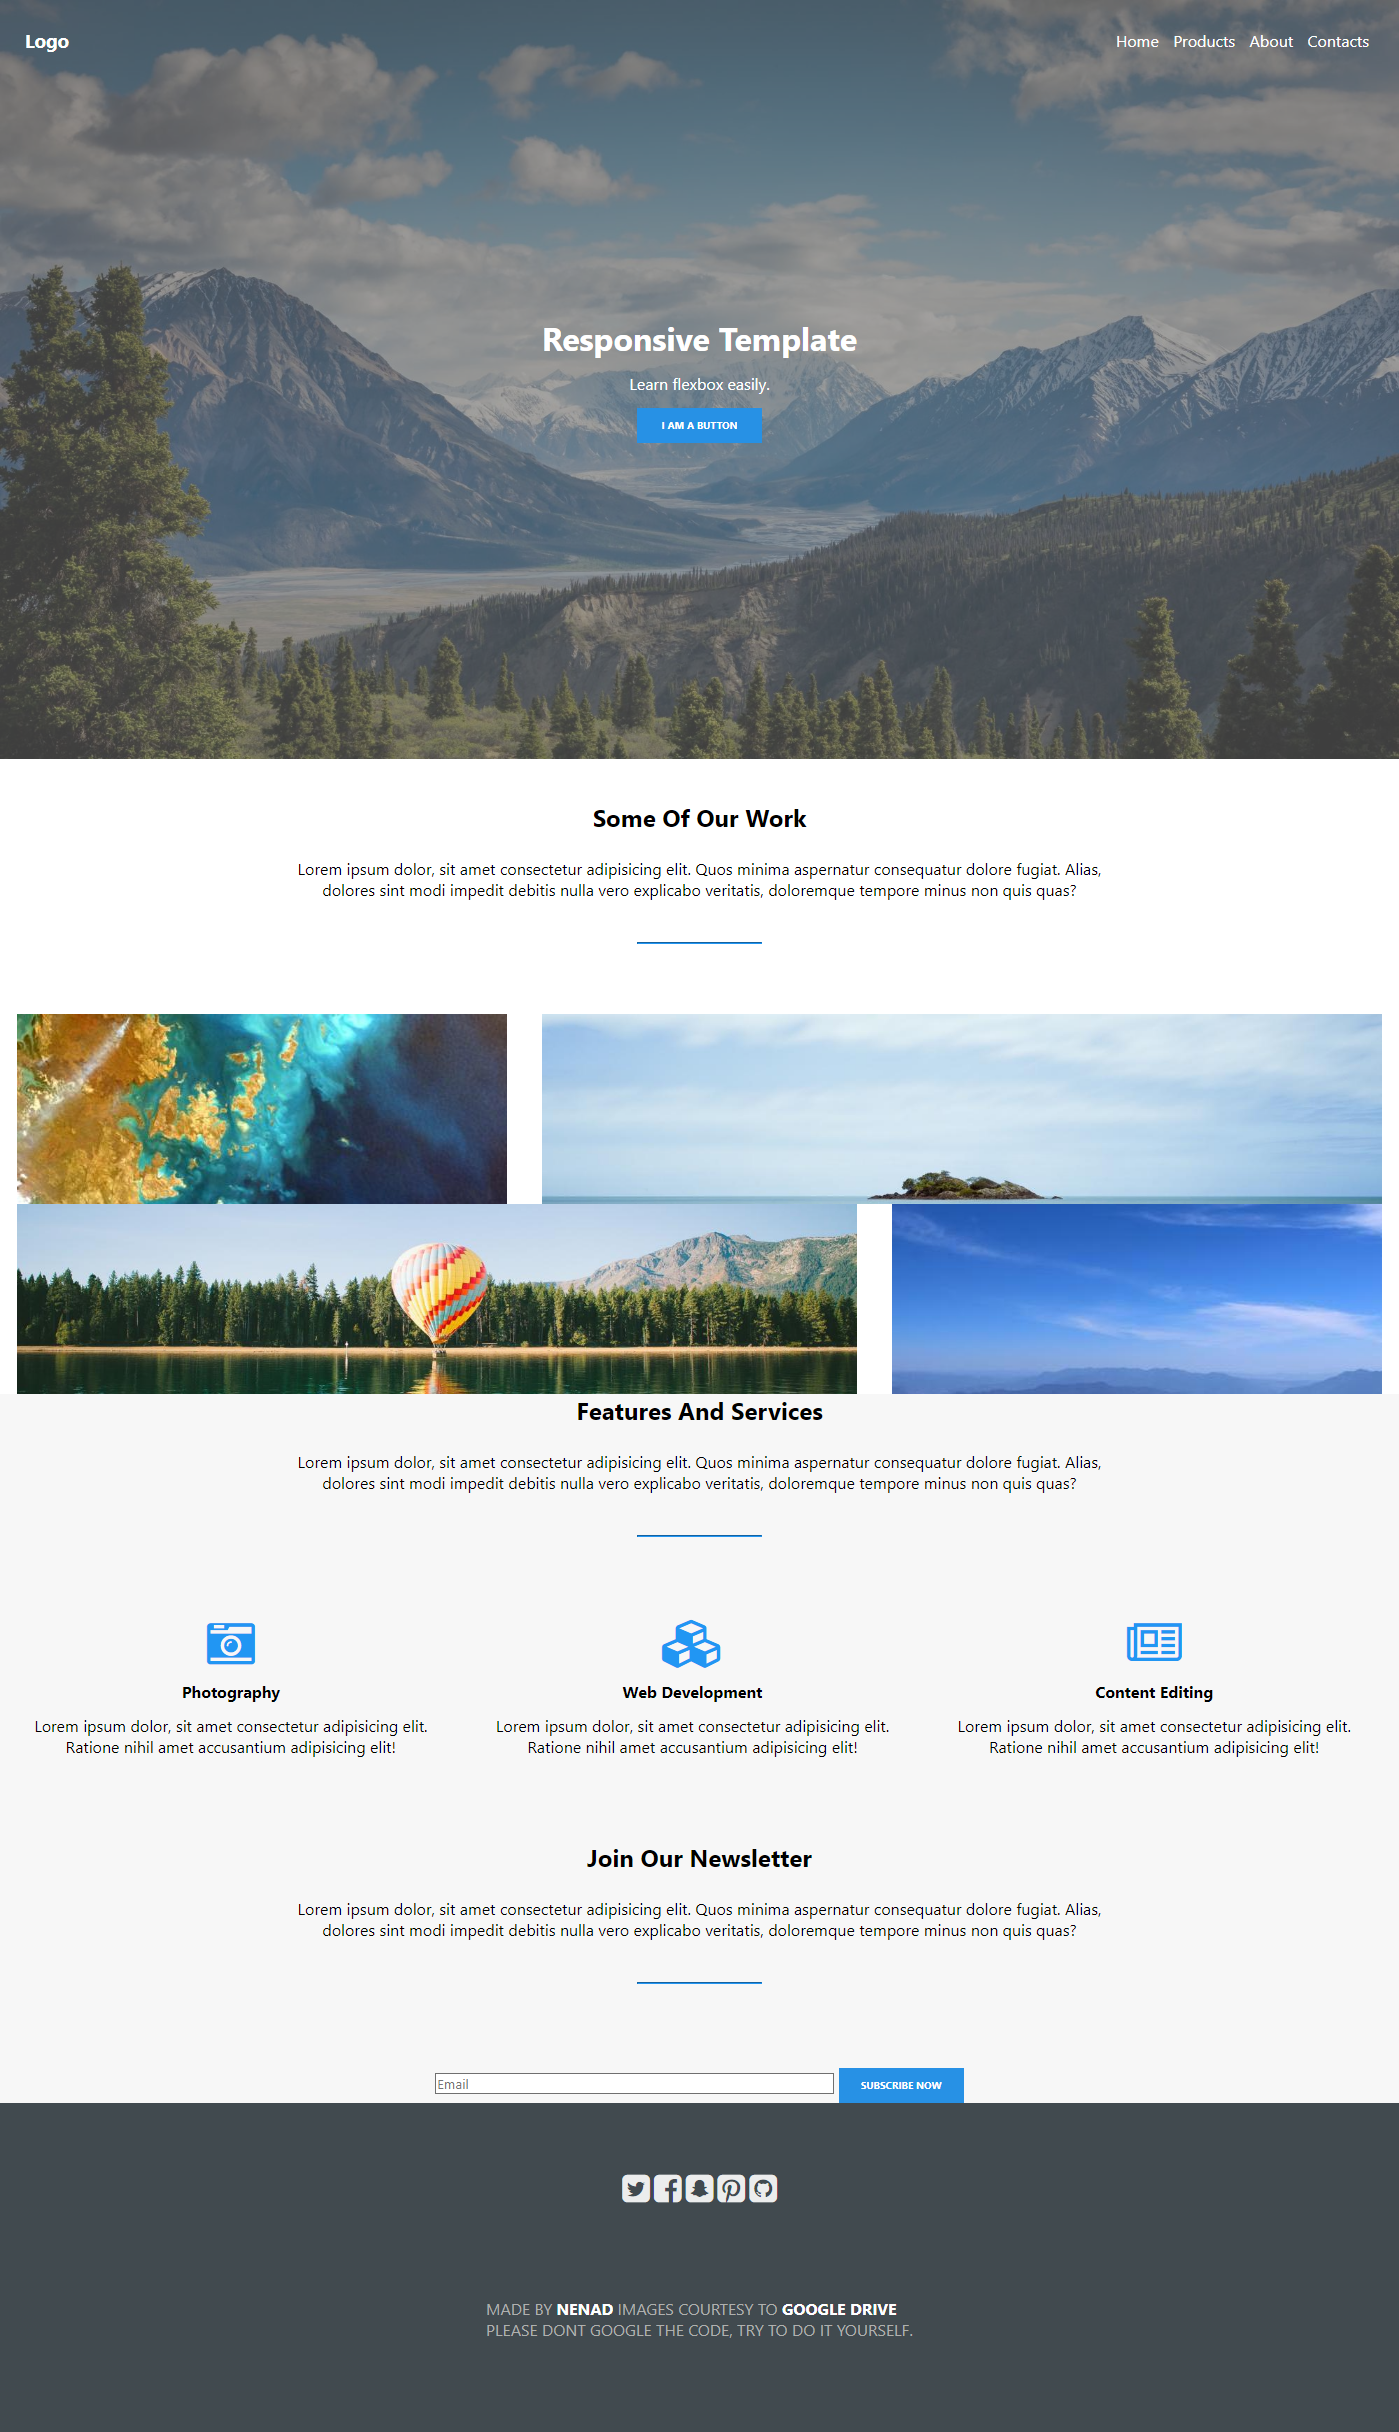 Logo
Home Products About Contacts
Responsive Template
Learn flexbox easily.
I AM A BUTTON
Some Of Our Work
Lorem ipsum dolor, sit amet consectetur adipisicing elit. Quos minima aspernatur consequatur dolore fugiat. Alias,
dolores sint modi impedit debitis nulla vero explicabo veritatis, doloremque tempore minus non quis quas?
Features And Services
Lorem ipsum dolor, sit amet consectetur adipisicing elit. Quos minima aspernatur consequatur dolore fugiat. Alias,
dolores sint modi impedit debitis nulla vero explicabo veritatis, doloremque tempore minus non quis quas?
Photography
Lorem ipsum dolor, sit amet consectetur adipisicing elit.
Ratione nihil amet accusantium adipisicing elit!
Web Development
Lorem ipsum dolor, sit amet consectetur adipisicing elit.
Ratione nihil amet accusantium adipisicing elit!
Content Editing
Lorem ipsum dolor, sit amet consectetur adipisicing elit.
Ratione nihil amet accusantium adipisicing elit!
Join Our Newsletter
Lorem ipsum dolor, sit amet consectetur adipisicing elit. Quos minima aspernatur consequatur dolore fugiat. Alias,
dolores sint modi impedit debitis nulla vero explicabo veritatis, doloremque tempore minus non quis quas?
Email
SUBSCRIBE NOW
MADE BY NENAD IMAGES COURTESY TO GOOGLE DRIVE
PLEASE DONT GOOGLE THE CODE, TRY TO DO IT YOURSELF.